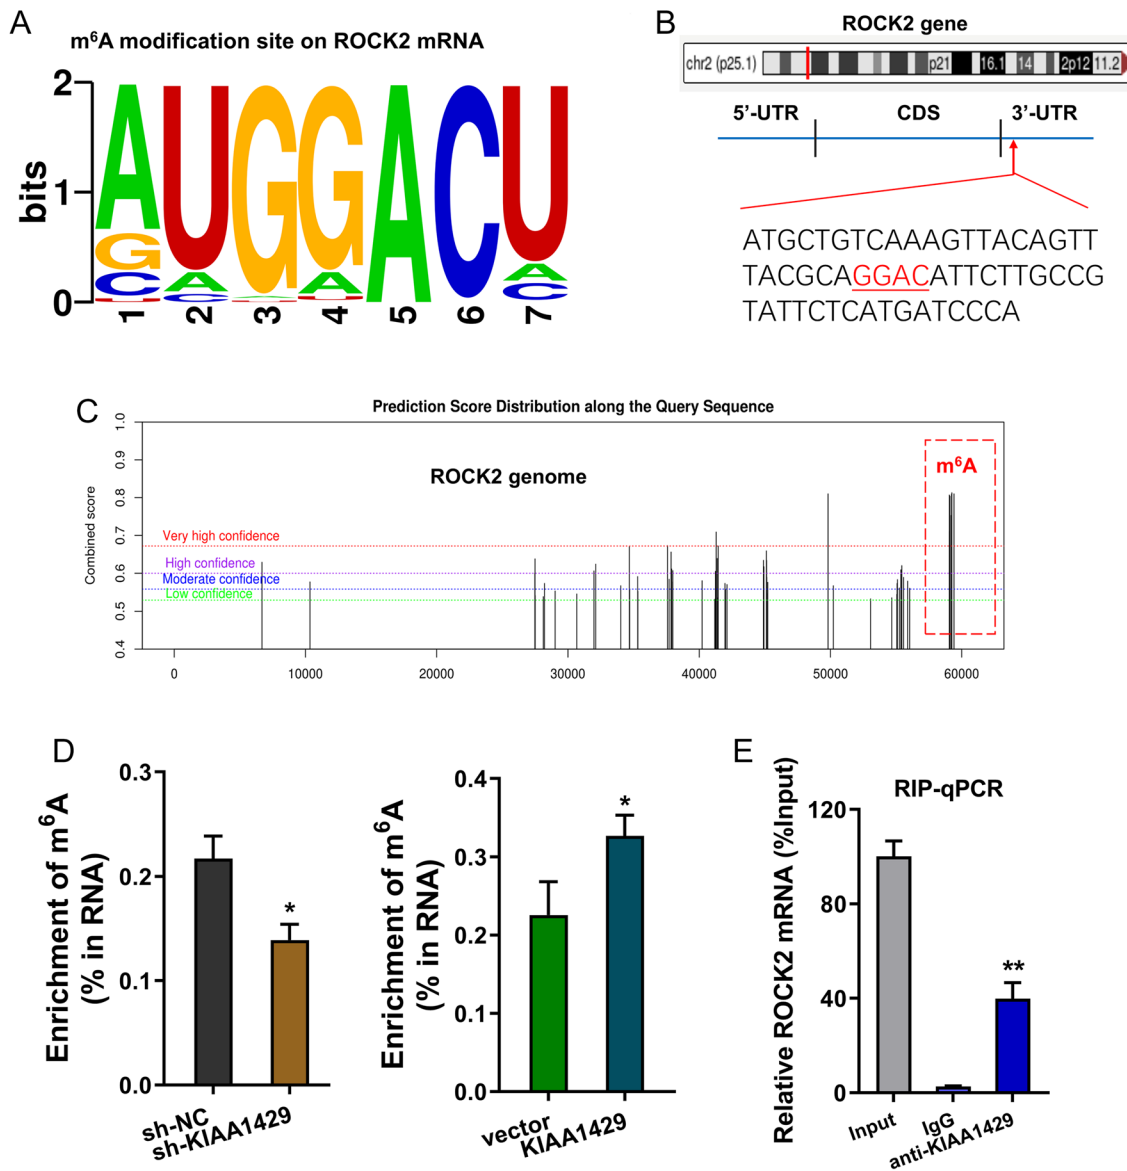 A
m⁶A modification site on ROCK2 mRNA
bits
2
1
0
A U G G A C U
G A A A A
C C U C
U
1 2 3 4 5 6 7
B
ROCK2 gene
chr2 (p25.1) p21 16.1 14 2p12 11.2
5’-UTR CDS 3’-UTR
ATGCTGTCAAAGTTACAGTT
TACGCAGGACATTCTTGCCG
TATTCTCATGATCCCA
C
Prediction Score Distribution along the Query Sequence
Combined score
1.0
0.9
0.8
0.7
0.6
0.5
0.4
ROCK2 genome
m⁶A
Very high confidence
High confidence
Moderate confidence
Low confidence
0 10000 20000 30000 40000 50000 60000
D
Enrichment of m⁶A
(% in RNA)
0.3
0.2
0.1
0.0
*
sh-NC
sh-KIAA1429
Enrichment of m⁶A
(% in RNA)
0.4
0.3
0.2
0.1
0.0
*
vector
KIAA1429
E
RIP-qPCR
Relative ROCK2 mRNA (%Input)
120
80
40
0
**
Input
IgG
anti-KIAA1429